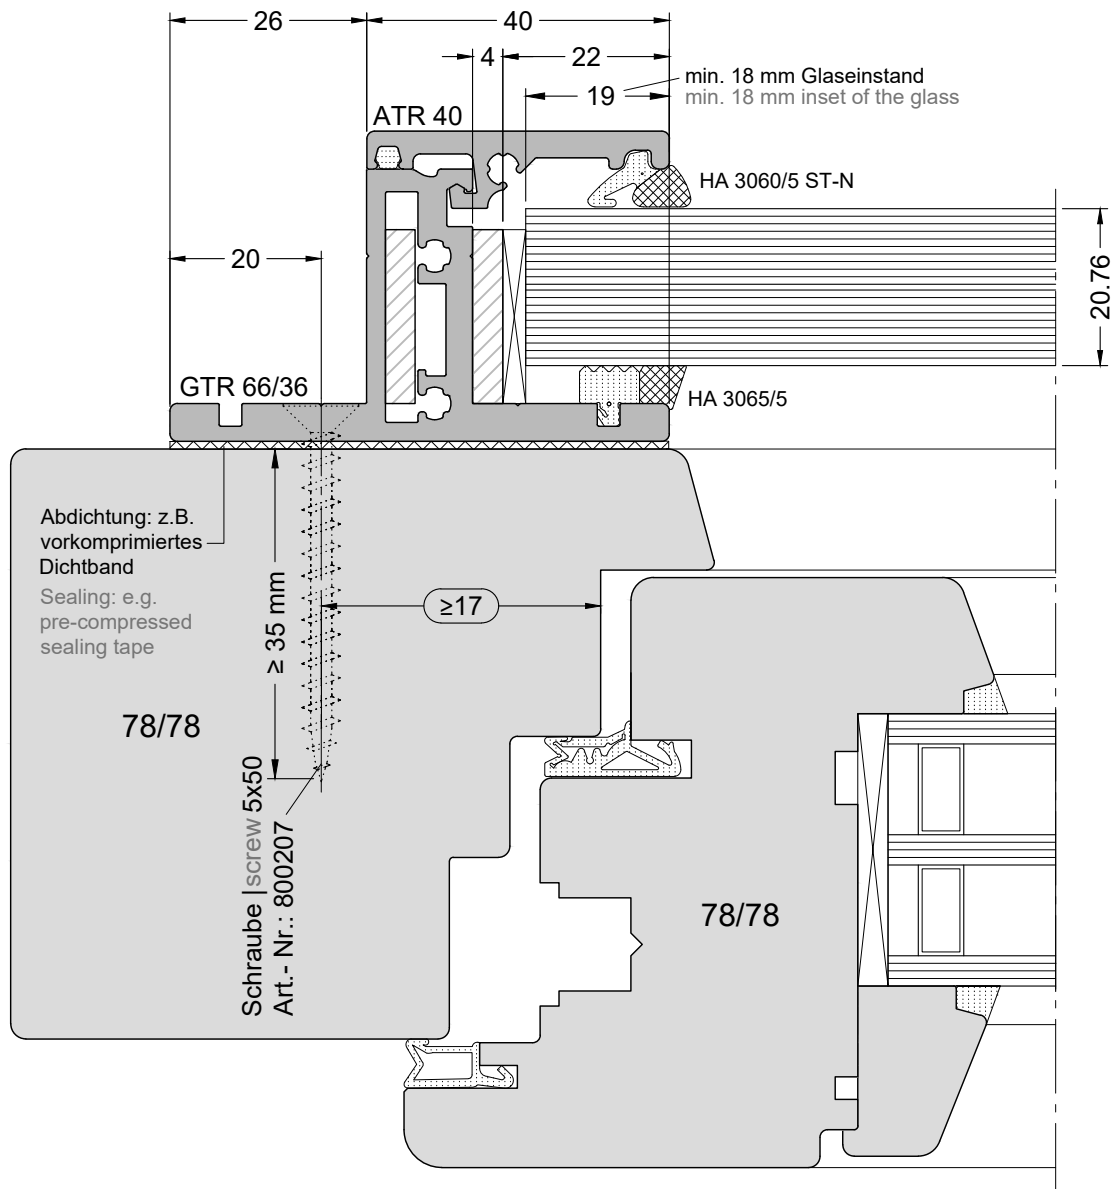 26
40
4
22
19
min. 18 mm Glaseinstand
min. 18 mm inset of the glass
ATR 40
HA 3060/5 ST-N
20
20.76
GTR 66/36
HA 3065/5
Abdichtung: z.B.
vorkomprimiertes
Dichtband
Sealing: e.g.
pre-compressed
sealing tape
≥ 35 mm
≥17
78/78
Schraube | screw 5x50
Art.- Nr.: 800207
78/78